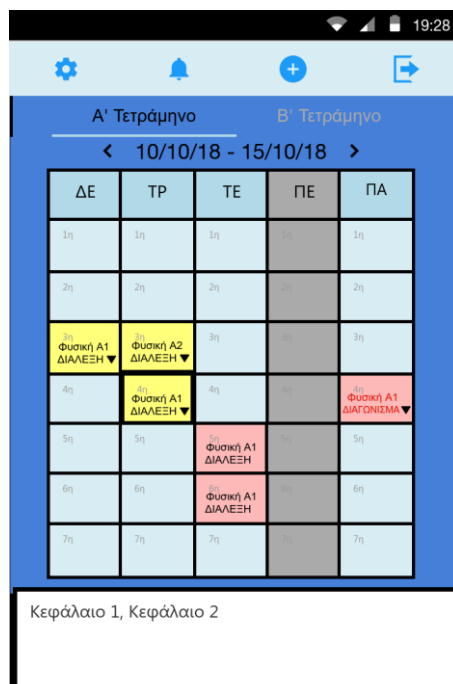 19:28
Α' Τετράμηνο Β' Τετράμηνο
10/10/18 - 15/10/18
ΔΕ ΤΡ ΤΕ ΠΕ ΠΑ
1η 1η 1η 1η 1η
2η 2η 2η 2η 2η
3η 3η 3η 3η 3η
Φυσική Α1 Φυσική Α2
ΔΙΑΛΕΞΗ ΔΙΑΛΕΞΗ
4η 4η 4η 4η 4η
Φυσική Α1 Φυσική Α1
ΔΙΑΛΕΞΗ ΔΙΑΓΩΝΙΣΜΑ
5η 5η 5η 5η 5η
Φυσική Α1
ΔΙΑΛΕΞΗ
6η 6η 6η 6η 6η
Φυσική Α1
ΔΙΑΛΕΞΗ
7η 7η 7η 7η 7η
Κεφάλαιο 1, Κεφάλαιο 2